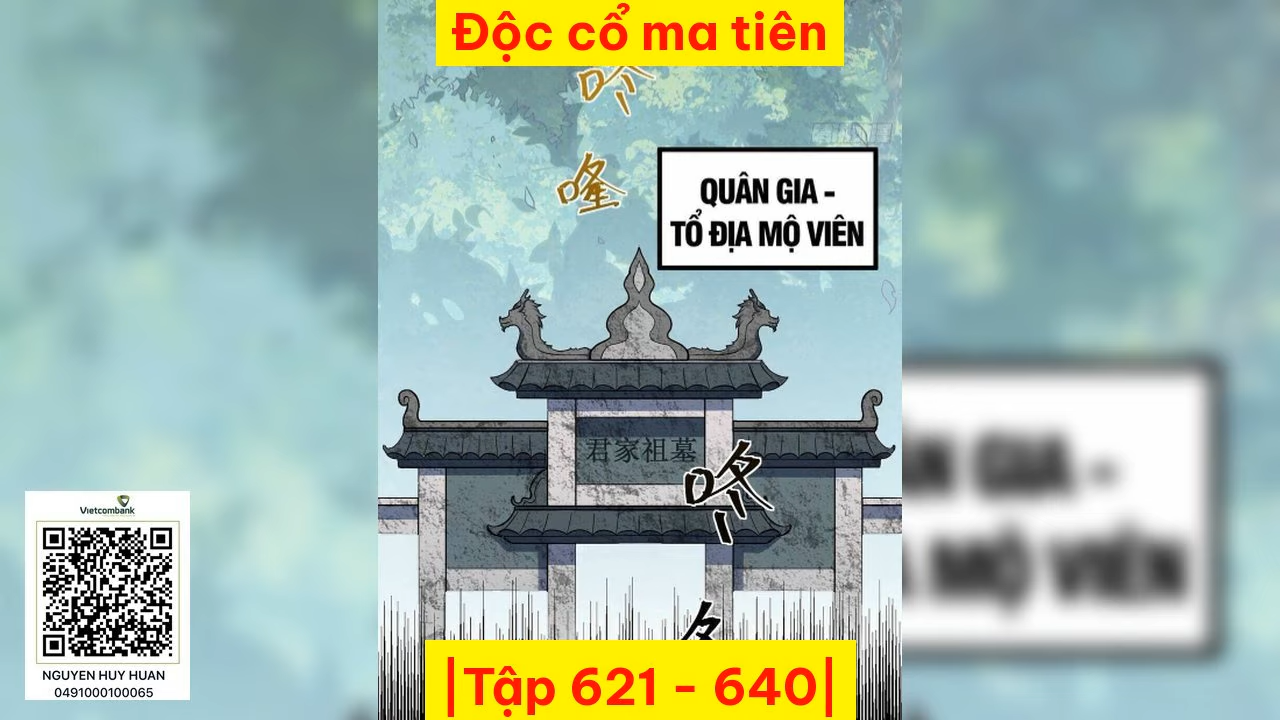 Độc cổ ma tiên
咚
隆
QUÂN GIA -
TỔ ĐỊA MỘ VIÊN
君家祖墓
咚
Vietcombank
NGUYEN HUY HUAN
0491000100065
|Tập 621 - 640|